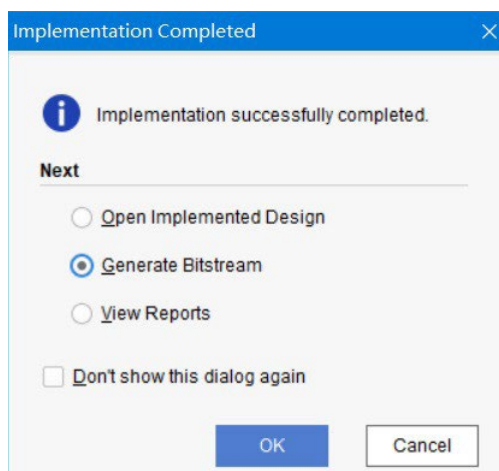 Implementation Completed
Implementation successfully completed.
Next
Open Implemented Design
Generate Bitstream
View Reports
Don't show this dialog again
OK
Cancel